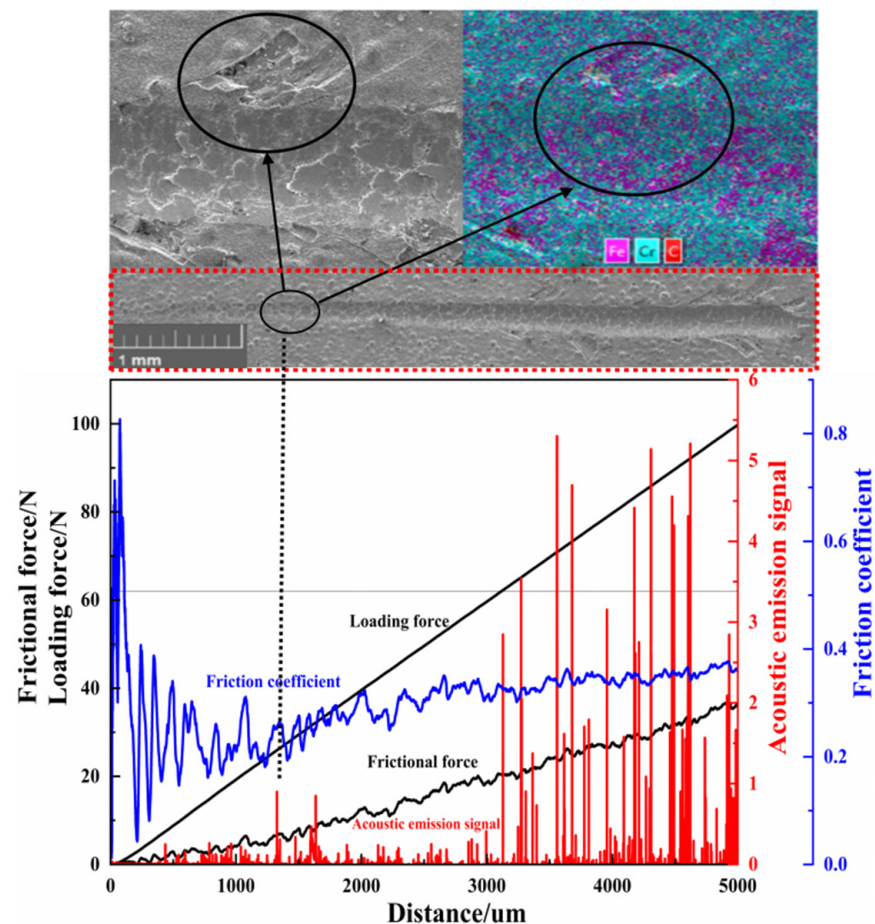 Fe Cr C
1 mm
Frictional force/N
Loading force/N
Acoustic emission signal
Friction coefficient
100
80
60
40
20
0
6
5
4
3
2
1
0
0.8
0.6
0.4
0.2
0.0
Loading force
Friction coefficient
Frictional force
Acoustic emission signal
0 1000 2000 3000 4000 5000
Distance/um